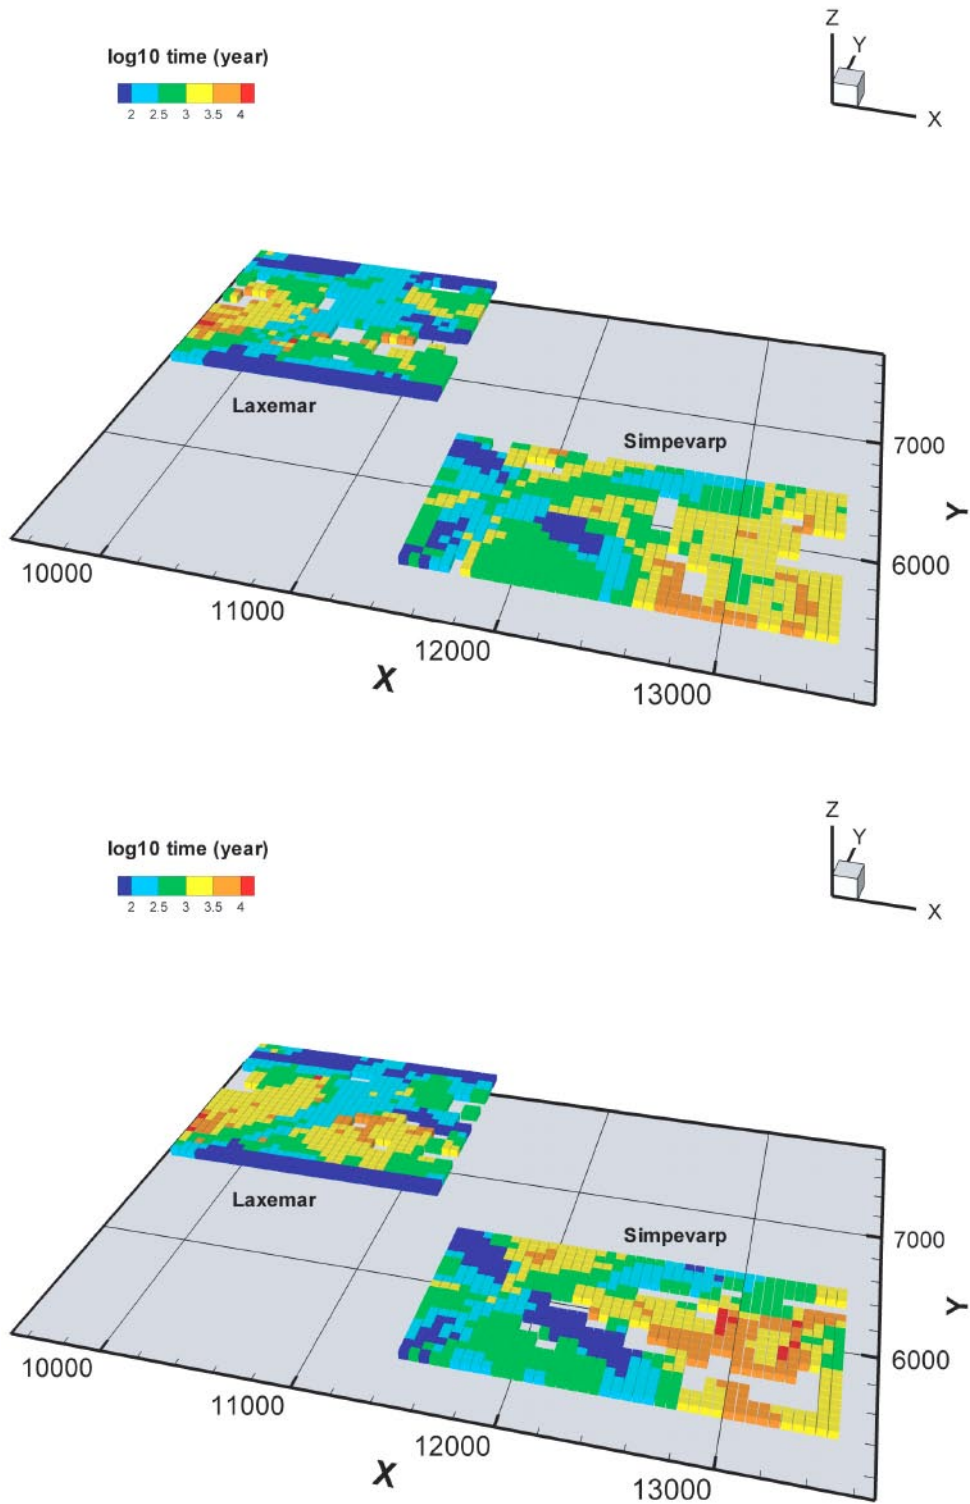 log10 time (year)
2 2.5 3 3.5 4
Z
Y
X
Laxemar
Simpevarp
7000
Y
6000
10000
11000
12000
X
13000
log10 time (year)
2 2.5 3 3.5 4
Z
Y
X
Laxemar
Simpevarp
7000
Y
6000
10000
11000
12000
X
13000